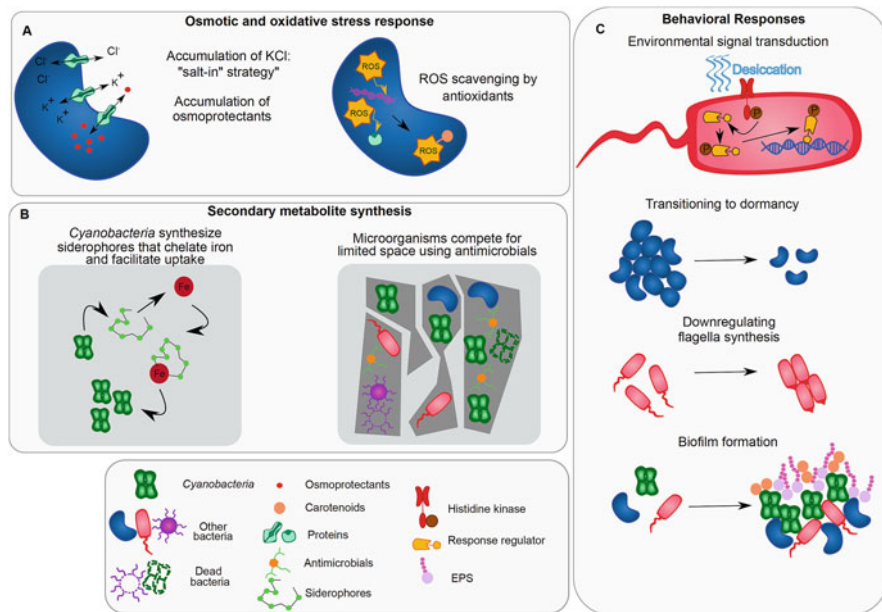 A
Osmotic and oxidative stress response
Cl-
Cl-
K+
K+
K+
Accumulation of KCl:
"salt-in" strategy"
Accumulation of
osmoprotectants
ROS
ROS
ROS
ROS scavenging by
antioxidants
B
Secondary metabolite synthesis
Cyanobacteria synthesize
siderophores that chelate iron
and facilitate uptake
Fe
Fe
Microorganisms compete for
limited space using antimicrobials
Cyanobacteria
Other
bacteria
Dead
bacteria
Osmoprotectants
Carotenoids
Proteins
Antimicrobials
Siderophores
Histidine kinase
Response regulator
EPS
Behavioral Responses
C
Environmental signal transduction
Desiccation
P
P
P
Transitioning to dormancy
Downregulating
flagella synthesis
Biofilm formation